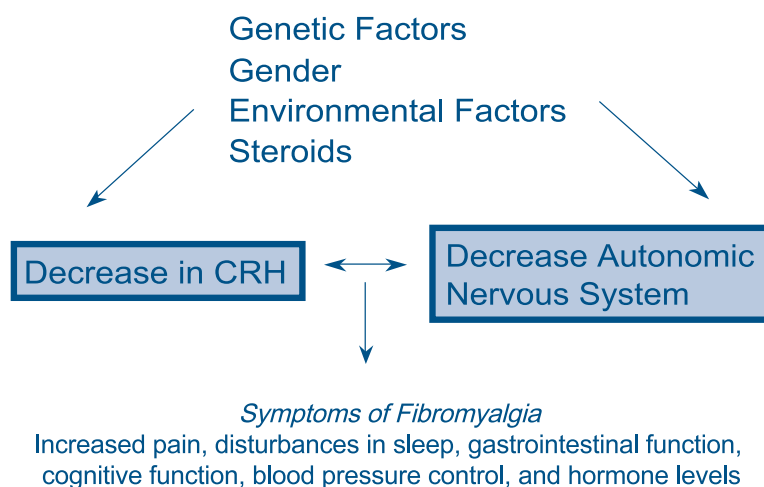 Genetic Factors
Gender
Environmental Factors
Steroids
Decrease in CRH
Decrease Autonomic
Nervous System
Symptoms of Fibromyalgia
Increased pain, disturbances in sleep, gastrointestinal function,
cognitive function, blood pressure control, and hormone levels